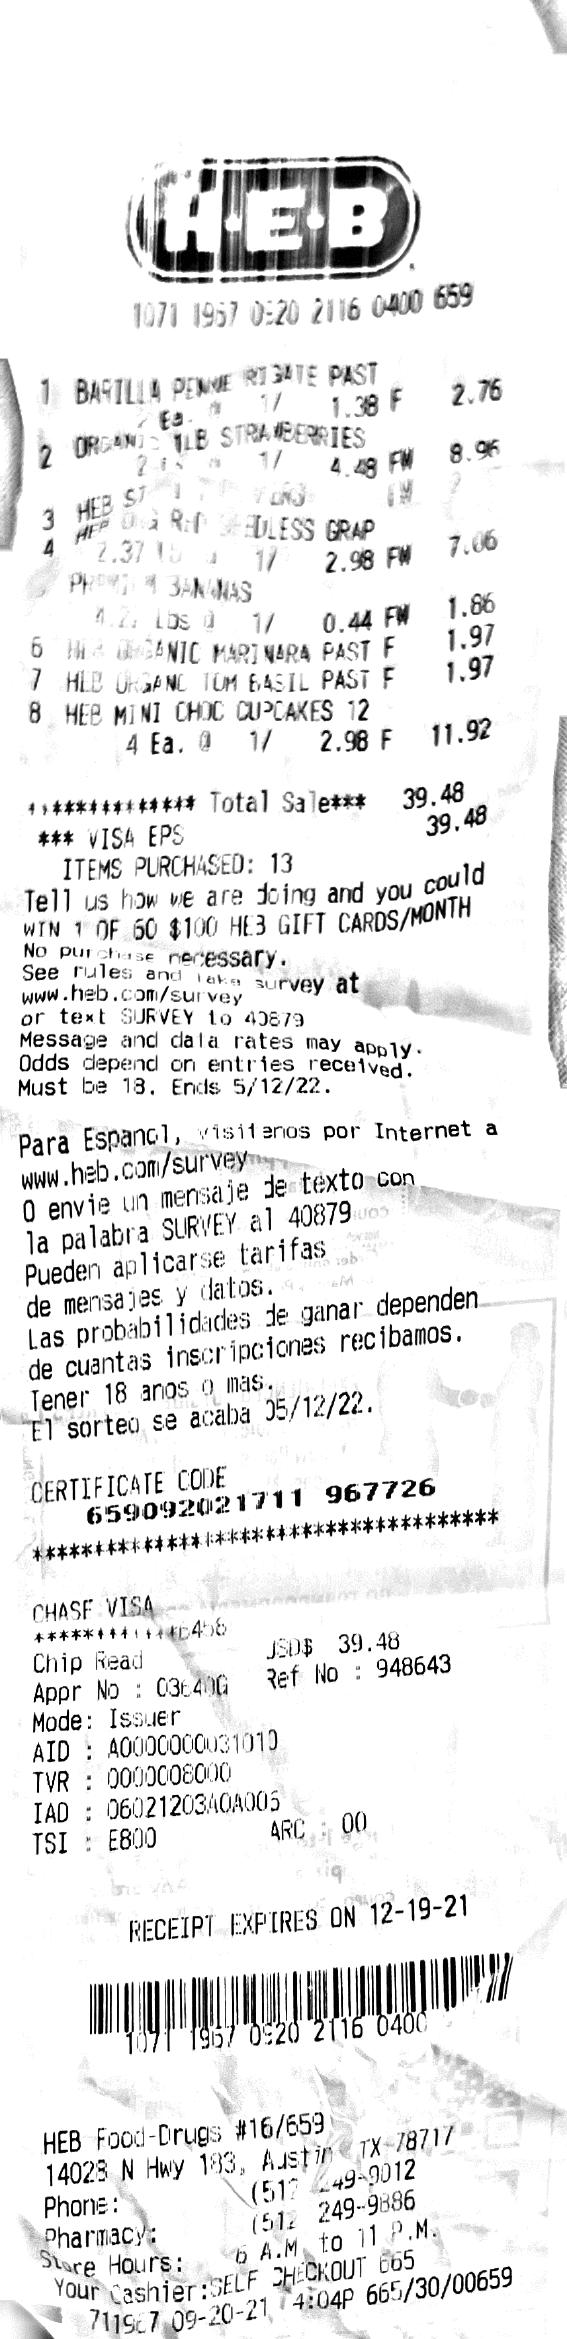 H-E-B
1071 1967 0920 2116 0400 659
1 BARILLA PENNE RIGATE PAST
2 Ea. @ 1/ 1.38 F 2.76
2 ORGANIC 1LB STRAWBERRIES
1/ 4.48 FW 8.96
3 HEB
4 HEB ORG RED SEEDLESS GRAP
2.37 Lbs @ 1/ 2.98 FW 7.06
PREMIUM BANANAS
Lbs @ 1/ 0.44 FW 1.86
6 HEB ORGANIC MARINARA PAST F 1.97
7 HEB ORGANC TOM BASIL PAST F 1.97
8 HEB MINI CHOC CUPCAKES 12
4 Ea. @ 1/ 2.98 F 11.92
************** Total Sale*** 39.48
*** VISA EPS 39.48
ITEMS PURCHASED: 13
Tell us how we are doing and you could
WIN 1 OF 60 $100 HEB GIFT CARDS/MONTH
No purchase necessary.
See rules and take survey at
www.heb.com/survey
or text SURVEY to 40879
Message and data rates may apply.
Odds depend on entries received.
Must be 18. Ends 5/12/22.
Para Espanol, visitenos por Internet a
www.heb.com/survey
O envie un mensaje de texto con
la palabra SURVEY al 40879
Pueden aplicarse tarifas
de mensajes y datos.
Las probabilidades de ganar dependen
de cuantas inscripciones recibamos.
Tener 18 anos o mas.
El sorteo se acaba 05/12/22.
CERTIFICATE CODE
659092021711 967726
**************************************
CHASE VISA
************6456
Chip Read USD$ 39.48
Appr No : 03640G Ref No : 948643
Mode: Issuer
AID : A0000000031010
TVR : 0000008000
IAD : 06021203A0A006
TSI : E800 ARC : 00
RECEIPT EXPIRES ON 12-19-21
1071 1967 0920 2116 0400
HEB Food-Drugs #16/659
14028 N Hwy 183, Austin TX 78717
Phone: (512 249-9012
Pharmacy: (512 249-9886
Store Hours: 6 A.M to 11 P.M.
Your Cashier:SELF CHECKOUT 665
711967 09-20-21 4:04P 665/30/00659